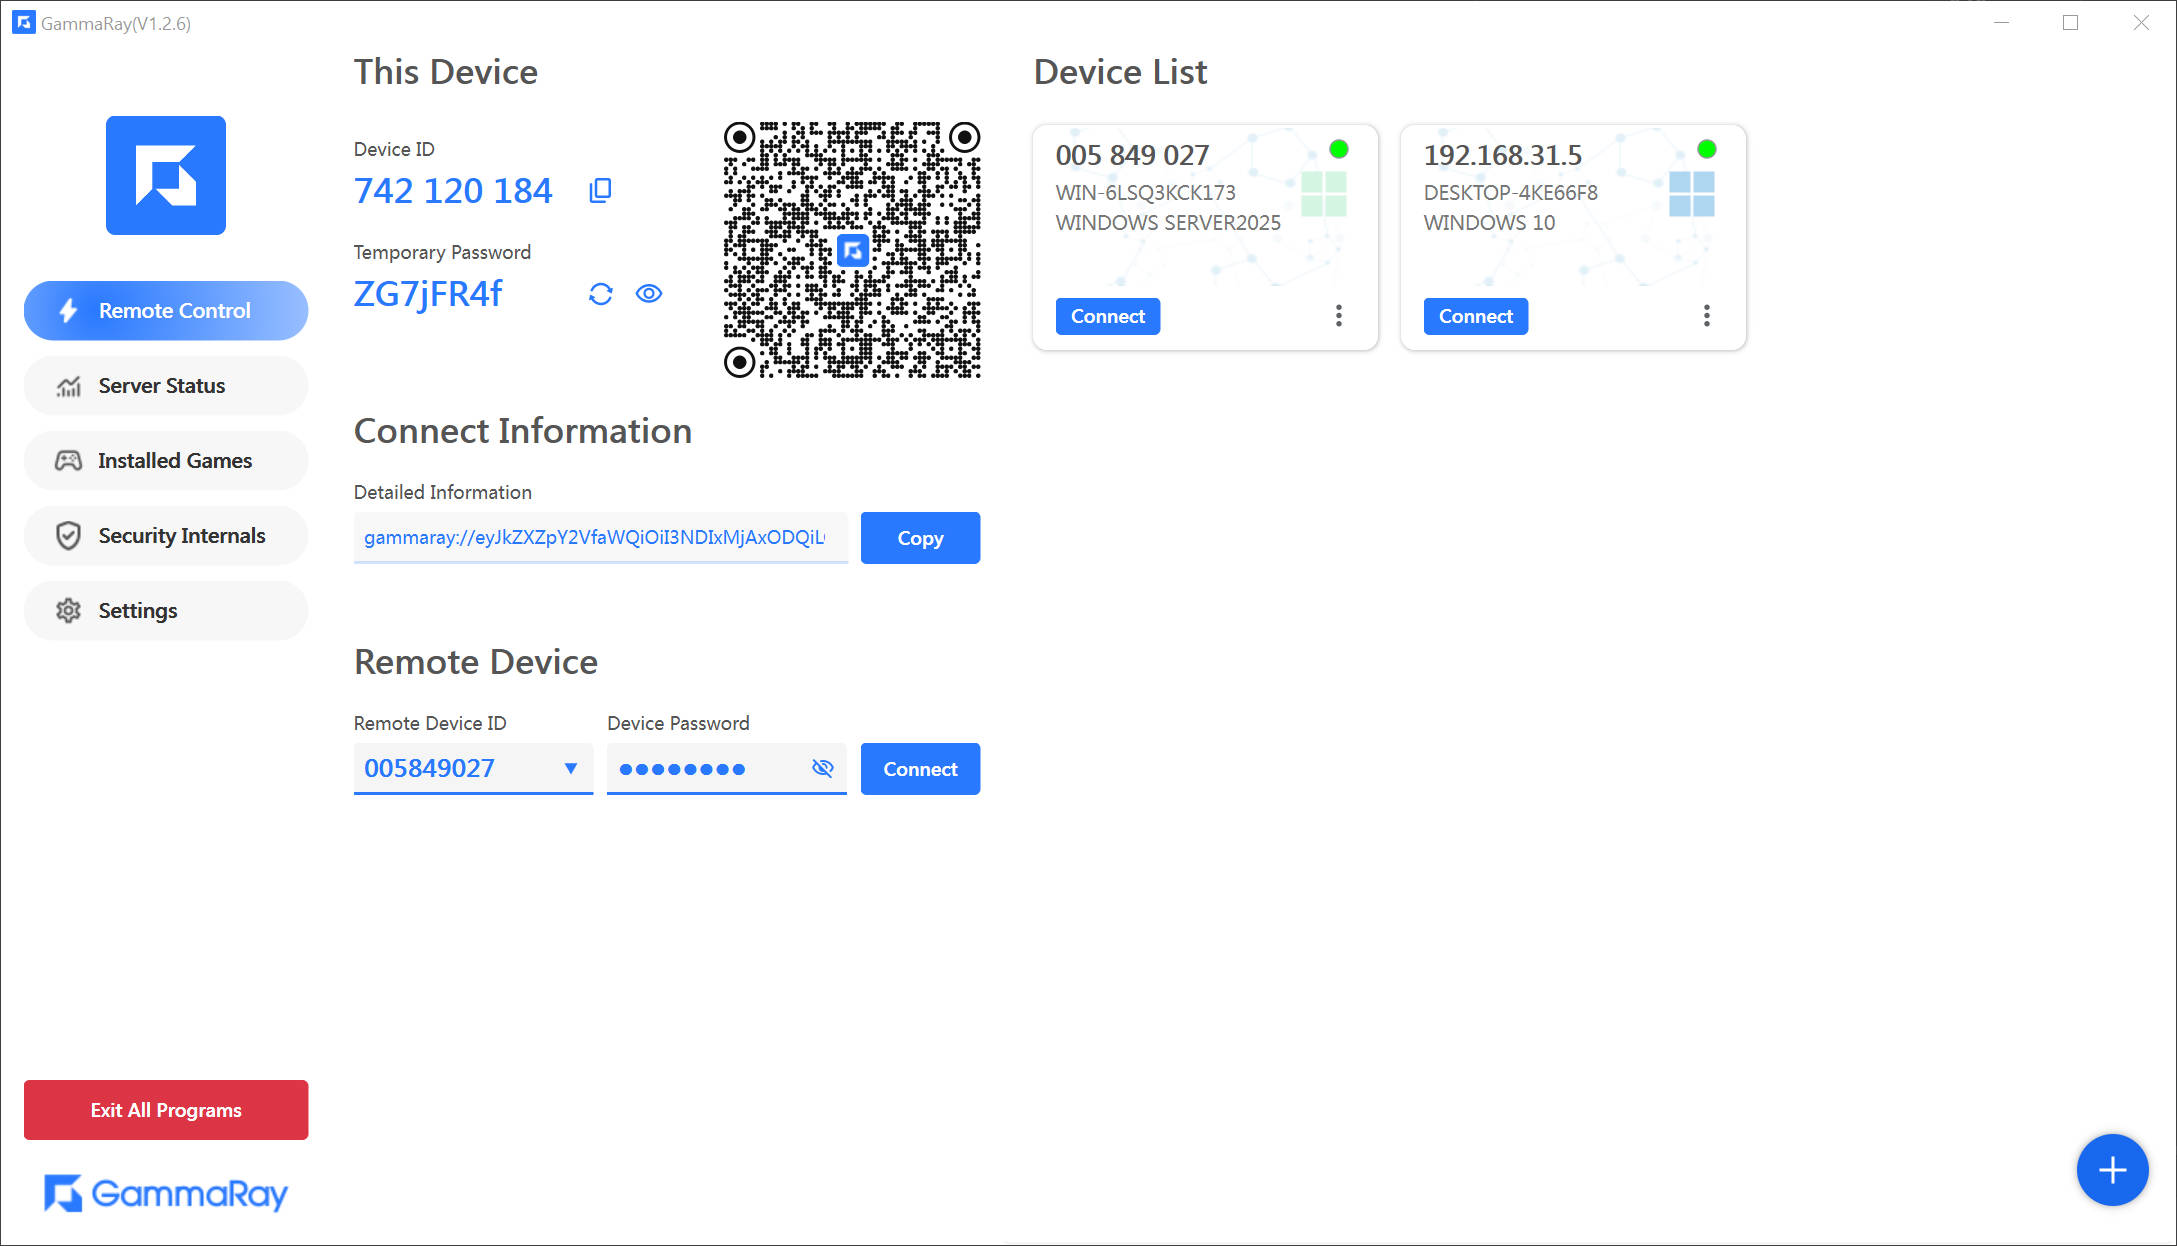 GammaRay(V1.2.6)
Remote Control
Server Status
Installed Games
Security Internals
Settings
Exit All Programs
GammaRay
This Device
Device ID
742 120 184
Temporary Password
ZG7jFR4f
Connect Information
Detailed Information
gammaray://eyJkZXZpY2VfaWQiOiI3NDIxMjAxODQiL
Copy
Remote Device
Remote Device ID
Device Password
005849027
Connect
Device List
005 849 027
WIN-6LSQ3KCK173
WINDOWS SERVER2025
Connect
192.168.31.5
DESKTOP-4KE66F8
WINDOWS 10
Connect